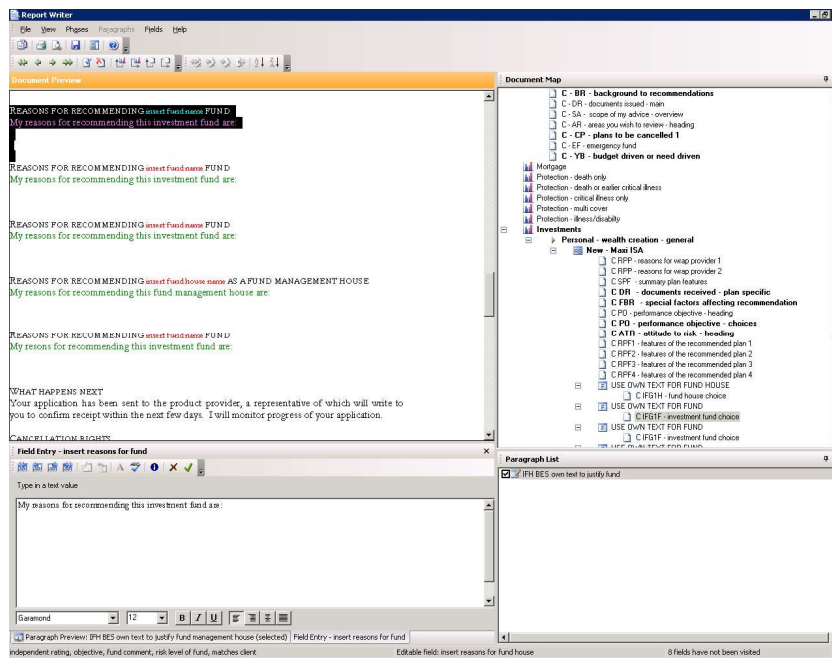 Report Writer
File View Phases Paragraphs Fields Help
Document Preview
REASONS FOR RECOMMENDING insert fund name FUND
My reasons for recommending this investment fund are:
REASONS FOR RECOMMENDING insert fund name FUND
My reasons for recommending this investment fund are:
REASONS FOR RECOMMENDING insert fund name FUND
My reasons for recommending this investment fund are:
REASONS FOR RECOMMENDING insert fund house name AS A FUND MANAGEMENT HOUSE
My reasons for recommending this fund management house are:
REASONS FOR RECOMMENDING insert fund name FUND
My resons for recommending this investment fund are:
WHAT HAPPENS NEXT
Your application has been sent to the product provider, a representative of which will write to
you to confirm receipt within the next few days. I will monitor progress of your application.
CANCELLATION RIGHTS
Document Map
C - BR - background to recommendations
C - DR - documents issued - main
C - SA - scope of my advice - overview
C - AR - areas you wish to review - heading
C - CP - plans to be cancelled 1
C - EF - emergency fund
C - YB - budget driven or need driven
Mortgage
Protection - death only
Protection - death or earlier critical illness
Protection - critical illness only
Protection - multi cover
Protection - illness/disabilty
Investments
Personal - wealth creation - general
New - Maxi ISA
C RPP - reasons for wrap provider 1
C RPP - reasons for wrap provider 2
C SPF - summary plan features
C DR - documents received - plan specific
C FBR - special factors affecting recommendation
C PO - performance objective - heading
C PO - performance objective - choices
C ATR - attitude to risk - heading
C RPF1 - features of the recommended plan 1
C RPF2 - features of the recommended plan 2
C RPF3 - features of the recommended plan 3
C RPF4 - features of the recommended plan 4
USE OWN TEXT FOR FUND HOUSE
C IFG1H - fund house choice
USE OWN TEXT FOR FUND
C IFG1F - investment fund choice
USE OWN TEXT FOR FUND
C IFG1F - investment fund choice
USE OWN TEXT FOR FUND
Field Entry - insert reasons for fund
Type in a text value
My reasons for recommending this investment fund are:
Garamond 12 B I U
Paragraph Preview: IFH BES own text to justify fund management house (selected) Field Entry - insert reasons for fund
Paragraph List
IFH BES own text to justify fund
independent rating, objective, fund comment, risk level of fund, matches client Editable field: insert reasons for fund house 8 fields have not been visited